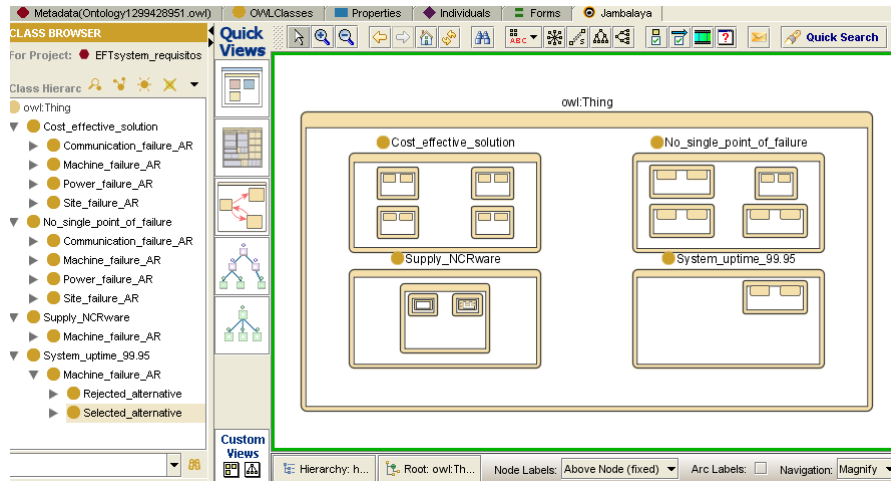 Metadata(Ontology1299428951.owl) OWLClasses Properties Individuals Forms Jambalaya
CLASS BROWSER
For Project: EFTsystem_requisitos
Class Hierarc
owl:Thing
Cost_effective_solution
Communication_failure_AR
Machine_failure_AR
Power_failure_AR
Site_failure_AR
No_single_point_of_failure
Communication_failure_AR
Machine_failure_AR
Power_failure_AR
Site_failure_AR
Supply_NCRware
Machine_failure_AR
System_uptime_99.95
Machine_failure_AR
Rejected_alternative
Selected_alternative
Quick
Views
Custom
Views
ABC
Quick Search
owl:Thing
Cost_effective_solution No_single_point_of_failure
Supply_NCRware System_uptime_99.95
Hierarchy: h... Root: owl:Th... Node Labels: Above Node (fixed) Arc Labels: Navigation: Magnify